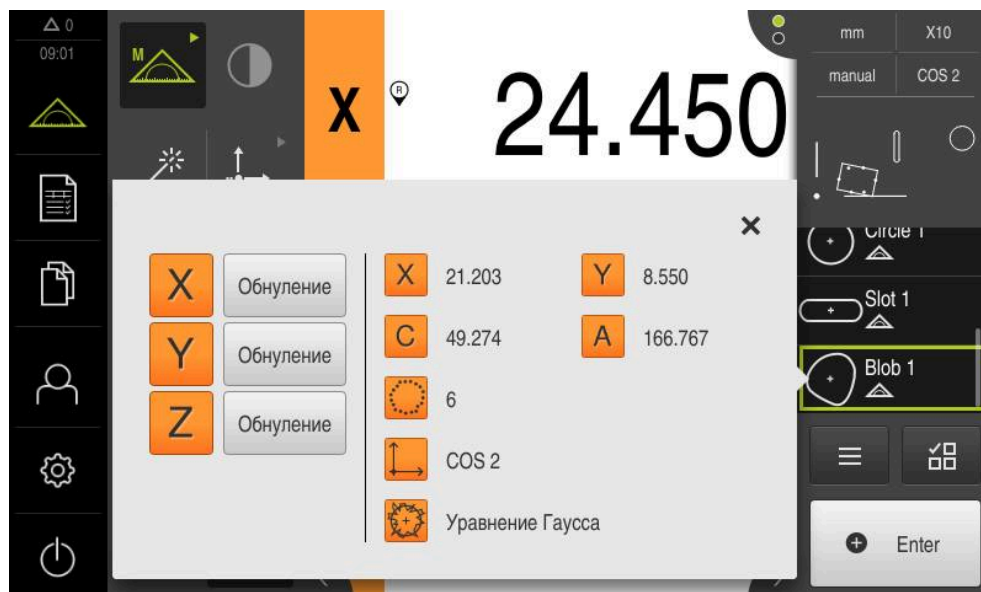 0
09:01
M
X
R
24.450
mm X10
manual COS 2
X Обнуление
Y Обнуление
Z Обнуление
X 21.203 Y 8.550
C 49.274 A 166.767
6
COS 2
Уравнение Гаусса
Circle 1
Slot 1
Blob 1
Enter